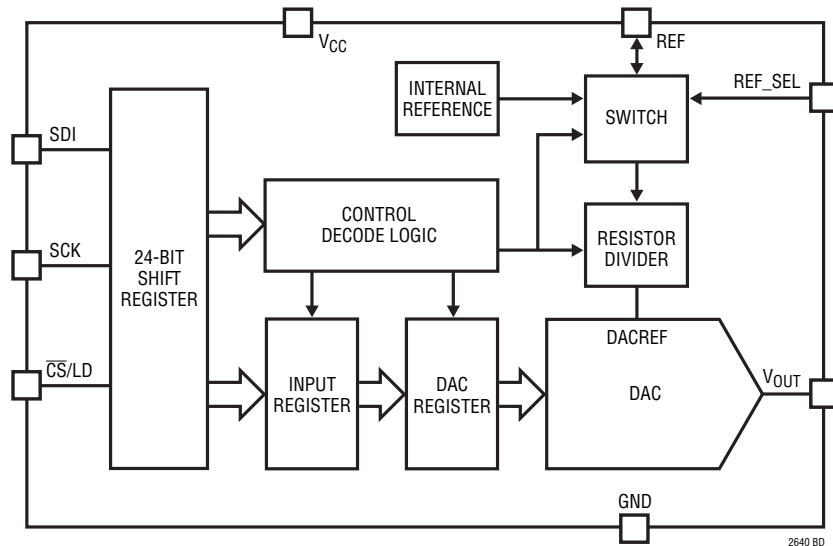 VCC
REF
INTERNAL
REFERENCE
SWITCH
REF_SEL
SDI
SCK
CS/LD
24-BIT
SHIFT
REGISTER
CONTROL
DECODE LOGIC
RESISTOR
DIVIDER
INPUT
REGISTER
DAC
REGISTER
DACREF
DAC
VOUT
GND
2640 BD